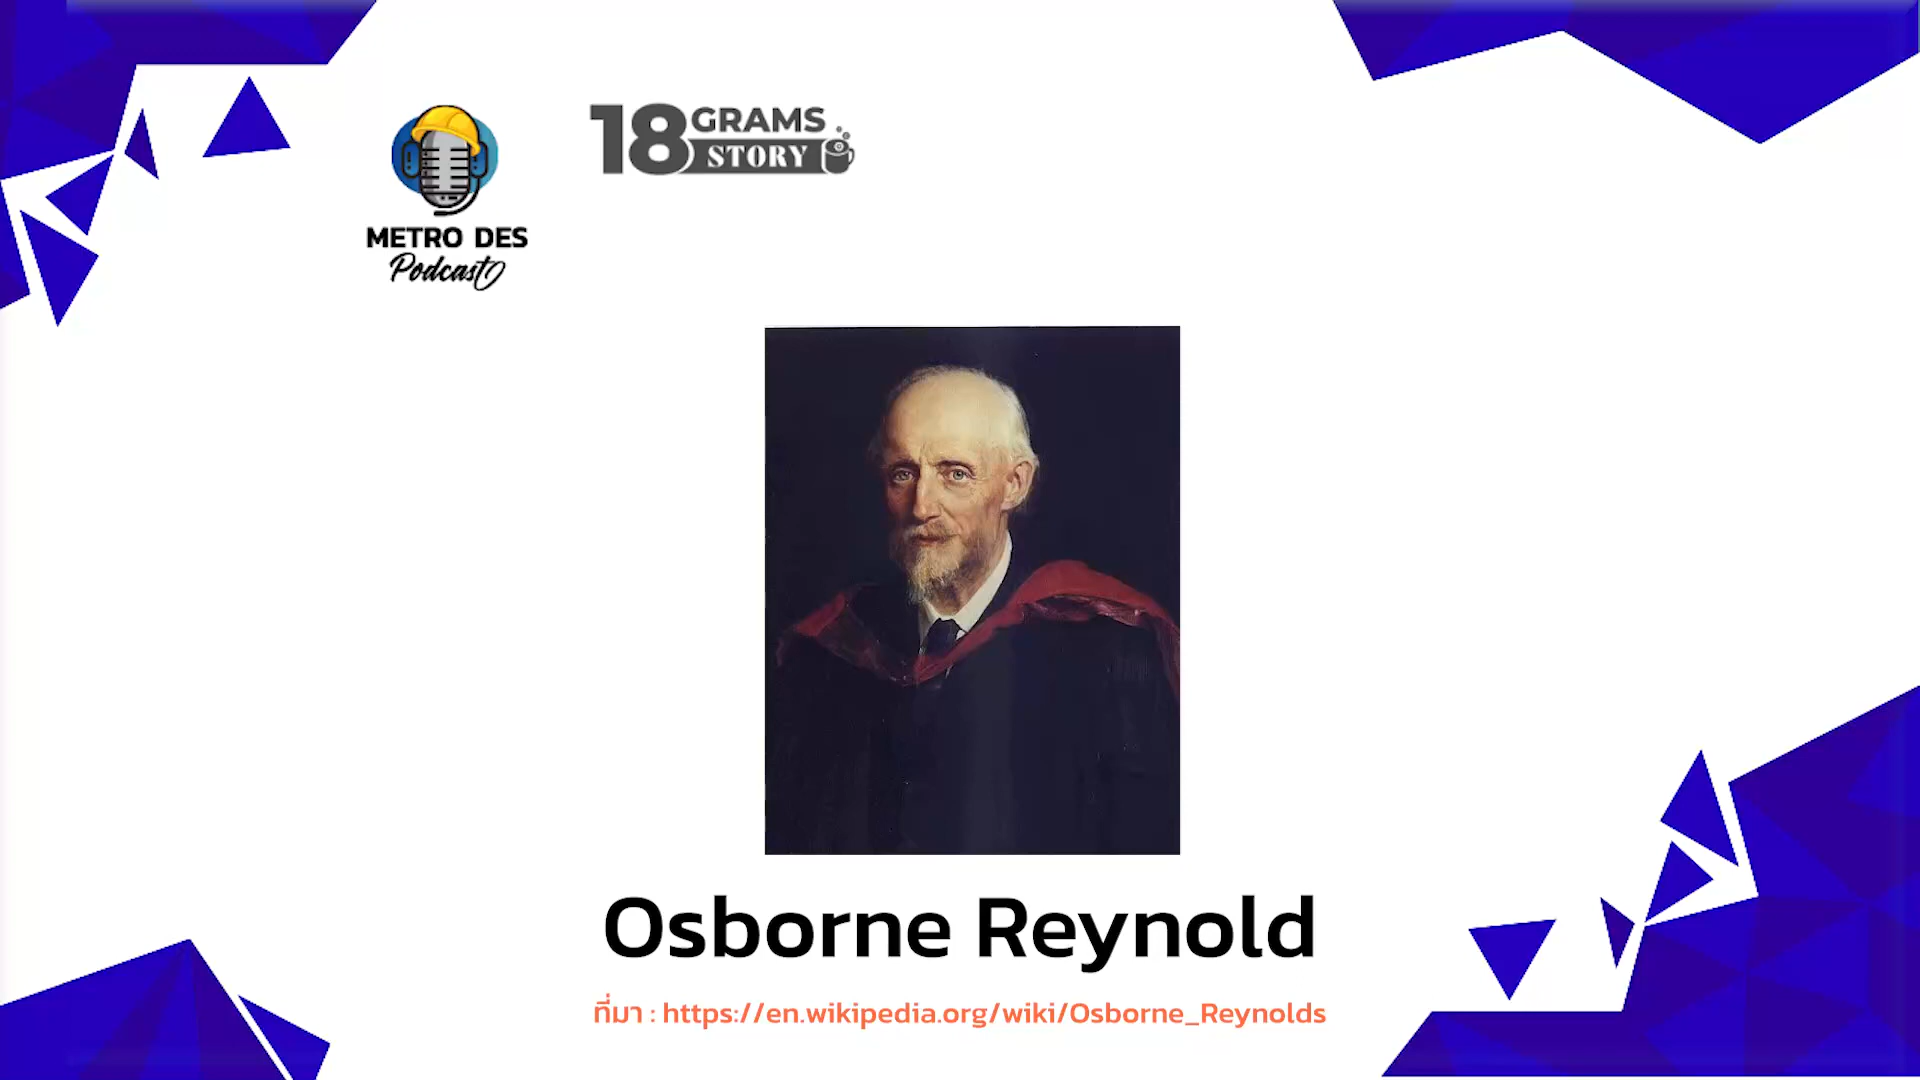 METRO DES
Podcast
18 GRAMS
STORY
Osborne Reynold
ที่มา : https://en.wikipedia.org/wiki/Osborne_Reynolds